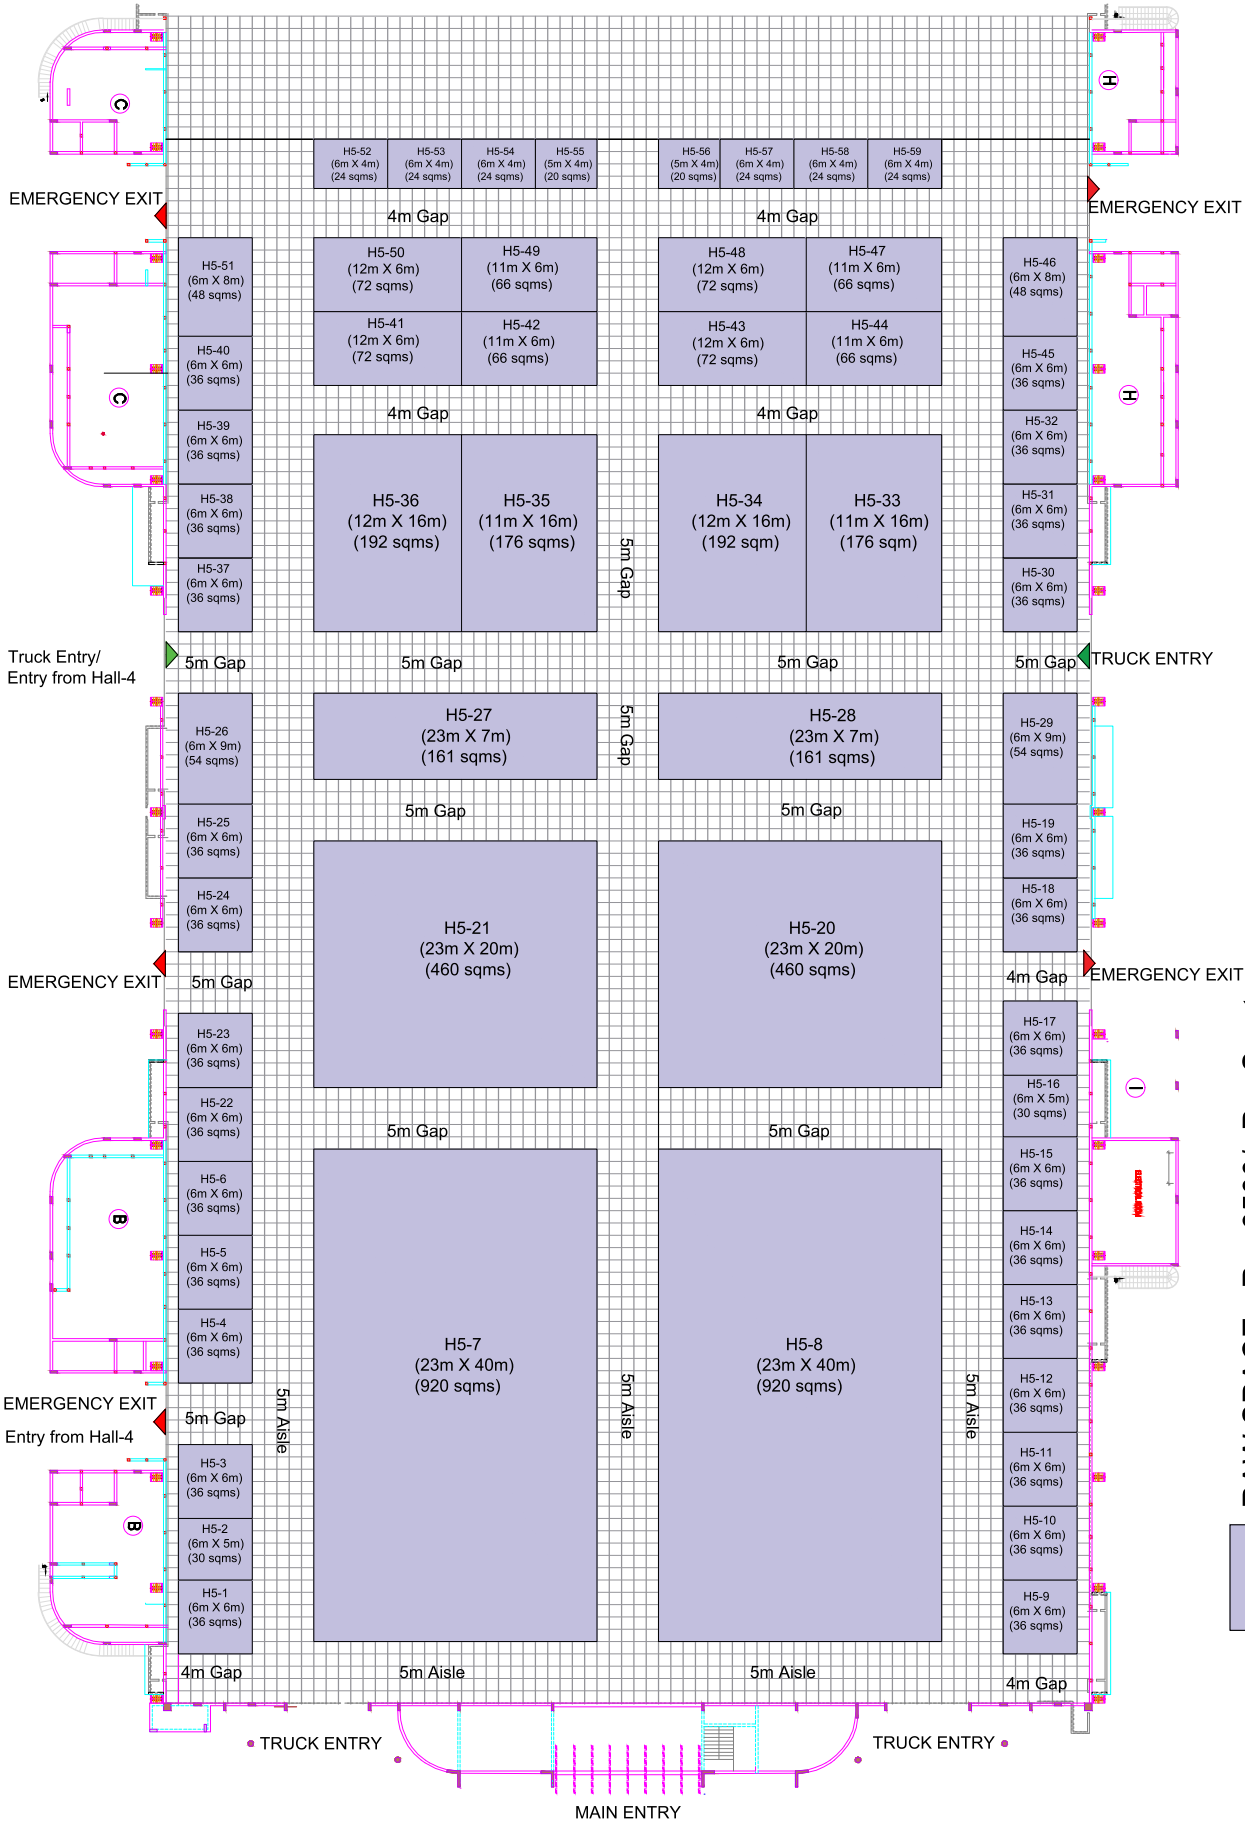 C
H
H5-52
(6m X 4m)
(24 sqms)
H5-53
(6m X 4m)
(24 sqms)
H5-54
(6m X 4m)
(24 sqms)
H5-55
(5m X 4m)
(20 sqms)
H5-56
(5m X 4m)
(20 sqms)
H5-57
(6m X 4m)
(24 sqms)
H5-58
(6m X 4m)
(24 sqms)
H5-59
(6m X 4m)
(24 sqms)
EMERGENCY EXIT
4m Gap
4m Gap
EMERGENCY EXIT
H5-51
(6m X 8m)
(48 sqms)
H5-50
(12m X 6m)
(72 sqms)
H5-49
(11m X 6m)
(66 sqms)
H5-48
(12m X 6m)
(72 sqms)
H5-47
(11m X 6m)
(66 sqms)
H5-46
(6m X 8m)
(48 sqms)
H5-41
(12m X 6m)
(72 sqms)
H5-42
(11m X 6m)
(66 sqms)
H5-43
(12m X 6m)
(72 sqms)
H5-44
(11m X 6m)
(66 sqms)
H5-40
(6m X 6m)
(36 sqms)
H5-45
(6m X 6m)
(36 sqms)
C
H
4m Gap
4m Gap
H5-39
(6m X 6m)
(36 sqms)
H5-32
(6m X 6m)
(36 sqms)
H5-38
(6m X 6m)
(36 sqms)
H5-36
(12m X 16m)
(192 sqms)
H5-35
(11m X 16m)
(176 sqms)
H5-34
(12m X 16m)
(192 sqm)
H5-33
(11m X 16m)
(176 sqm)
H5-31
(6m X 6m)
(36 sqms)
5m Gap
H5-37
(6m X 6m)
(36 sqms)
H5-30
(6m X 6m)
(36 sqms)
Truck Entry/
Entry from Hall-4
5m Gap
5m Gap
5m Gap
5m Gap
TRUCK ENTRY
H5-26
(6m X 9m)
(54 sqms)
H5-27
(23m X 7m)
(161 sqms)
5m Gap
H5-28
(23m X 7m)
(161 sqms)
H5-29
(6m X 9m)
(54 sqms)
5m Gap
5m Gap
H5-25
(6m X 6m)
(36 sqms)
H5-19
(6m X 6m)
(36 sqms)
H5-24
(6m X 6m)
(36 sqms)
H5-18
(6m X 6m)
(36 sqms)
H5-21
(23m X 20m)
(460 sqms)
H5-20
(23m X 20m)
(460 sqms)
EMERGENCY EXIT
5m Gap
4m Gap
EMERGENCY EXIT
H5-23
(6m X 6m)
(36 sqms)
H5-17
(6m X 6m)
(36 sqms)
H5-16
(6m X 5m)
(30 sqms)
I
H5-22
(6m X 6m)
(36 sqms)
5m Gap
5m Gap
H5-15
(6m X 6m)
(36 sqms)
H5-6
(6m X 6m)
(36 sqms)
B
H5-14
(6m X 6m)
(36 sqms)
H5-5
(6m X 6m)
(36 sqms)
H5-13
(6m X 6m)
(36 sqms)
H5-4
(6m X 6m)
(36 sqms)
H5-7
(23m X 40m)
(920 sqms)
H5-8
(23m X 40m)
(920 sqms)
H5-12
(6m X 6m)
(36 sqms)
EMERGENCY EXIT
Entry from Hall-4
5m Gap
5m Aisle
5m Aisle
5m Aisle
H5-11
(6m X 6m)
(36 sqms)
H5-3
(6m X 6m)
(36 sqms)
H5-10
(6m X 6m)
(36 sqms)
B
H5-2
(6m X 5m)
(30 sqms)
H5-1
(6m X 6m)
(36 sqms)
H5-9
(6m X 6m)
(36 sqms)
4m Gap
5m Aisle
5m Aisle
4m Gap
TRUCK ENTRY
TRUCK ENTRY
MAIN ENTRY